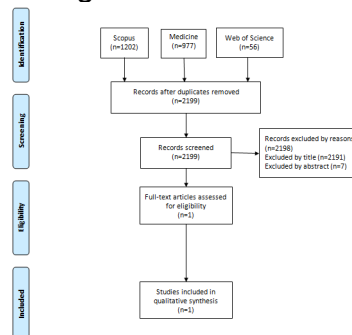 Identification
Scopus
(n=1202)
Medicine
(n=977)
Web of Science
(n=56)
Records after duplicates removed
(n=2199)
Screening
Records screened
(n=2199)
Records excluded by reasons
(n=2198)
Excluded by title (n=2191)
Excluded by abstract (n=7)
Eligibility
Full-text articles assessed
for eligibility
(n=1)
Included
Studies included in
qualitative synthesis
(n=1)